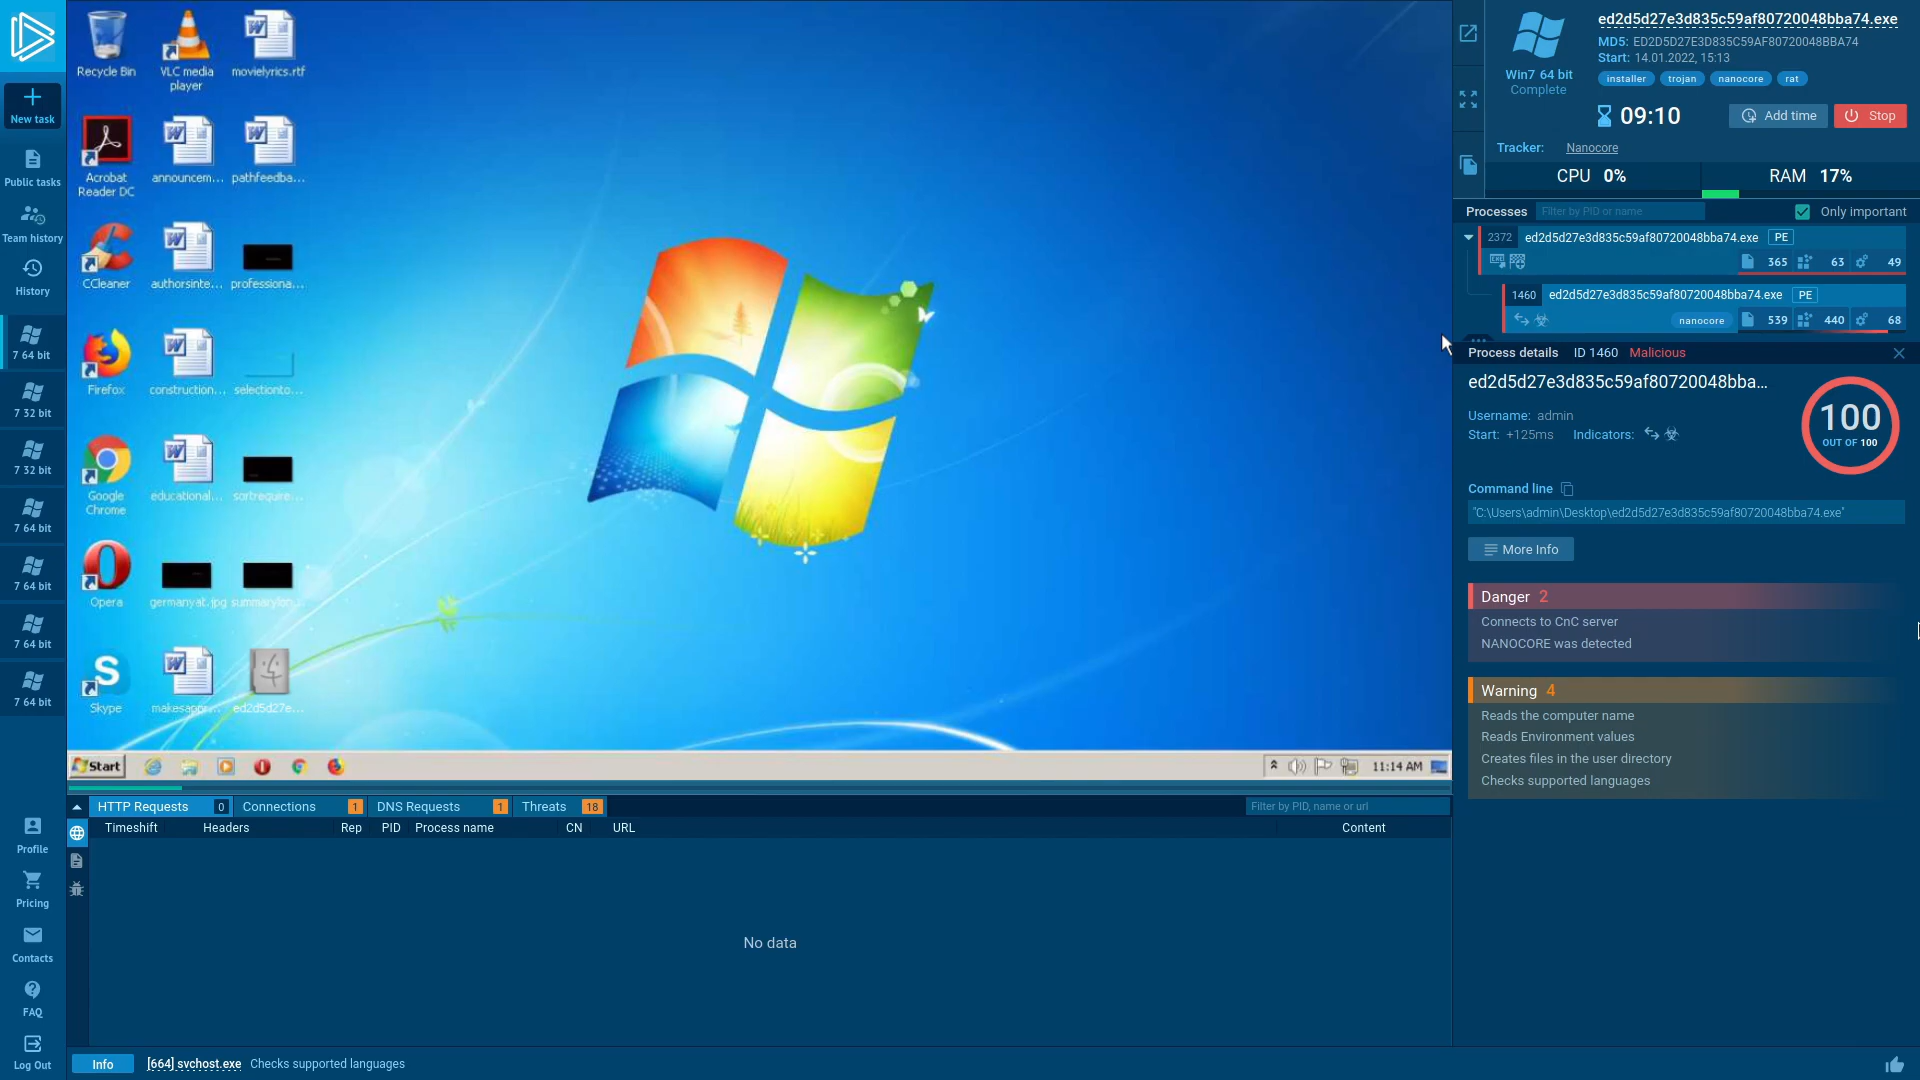 New task
Public tasks
Team history
History
7 64 bit
7 32 bit
7 32 bit
7 64 bit
7 64 bit
7 64 bit
7 64 bit
Profile
Pricing
Contacts
FAQ
Log Out
Recycle Bin
VLC media player
movielyrics.rtf
Acrobat Reader DC
announcem...
pathfeedba...
CCleaner
authorsinte...
professiona...
Firefox
construction...
selectionto...
Google Chrome
educational...
sortrequire...
Opera
germanyat.jpg
summarylon...
Skype
makesappr...
ed2d5d27e...
Start
11:14 AM
HTTP Requests 0
Connections 1
DNS Requests 1
Threats 18
Filter by PID, name or url
Timeshift Headers Rep PID Process name CN URL Content
No data
Info [664] svchost.exe Checks supported languages
Win7 64 bit
Complete
ed2d5d27e3d835c59af80720048bba74.exe
MD5: ED2D5D27E3D835C59AF80720048BBA74
Start: 14.01.2022, 15:13
installer trojan nanocore rat
09:10 Add time Stop
Tracker: Nanocore
CPU 0% RAM 17%
Processes Filter by PID or name Only important
2372 ed2d5d27e3d835c59af80720048bba74.exe PE
365 63 49
1460 ed2d5d27e3d835c59af80720048bba74.exe PE
nanocore 539 440 68
Process details ID 1460 Malicious
ed2d5d27e3d835c59af80720048bba...
Username: admin
Start: +125ms Indicators:
100
OUT OF 100
Command line
"C:\Users\admin\Desktop\ed2d5d27e3d835c59af80720048bba74.exe"
More Info
Danger 2
Connects to CnC server
NANOCORE was detected
Warning 4
Reads the computer name
Reads Environment values
Creates files in the user directory
Checks supported languages